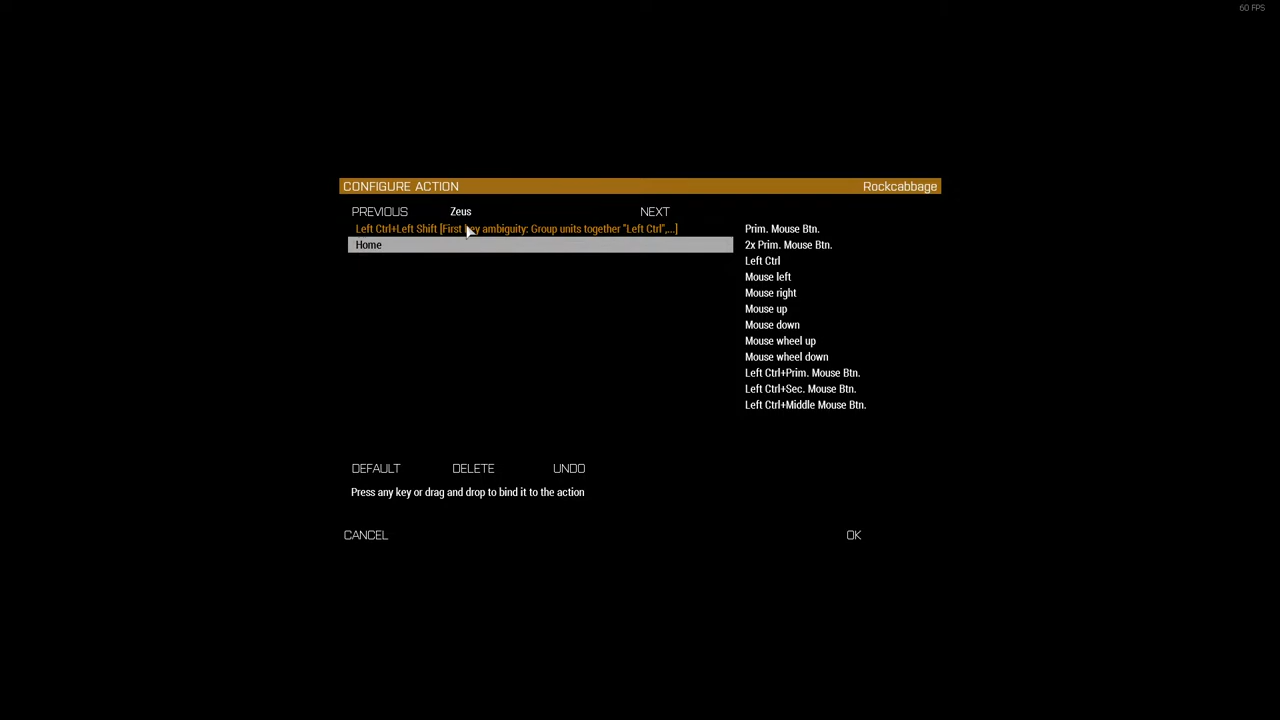 60 FPS
CONFIGURE ACTION Rockcabbage
PREVIOUS Zeus NEXT
Left Ctrl+Left Shift [First key ambiguity: Group units together "Left Ctrl",...]
Home
Prim. Mouse Btn.
2x Prim. Mouse Btn.
Left Ctrl
Mouse left
Mouse right
Mouse up
Mouse down
Mouse wheel up
Mouse wheel down
Left Ctrl+Prim. Mouse Btn.
Left Ctrl+Sec. Mouse Btn.
Left Ctrl+Middle Mouse Btn.
DEFAULT DELETE UNDO
Press any key or drag and drop to bind it to the action
CANCEL OK